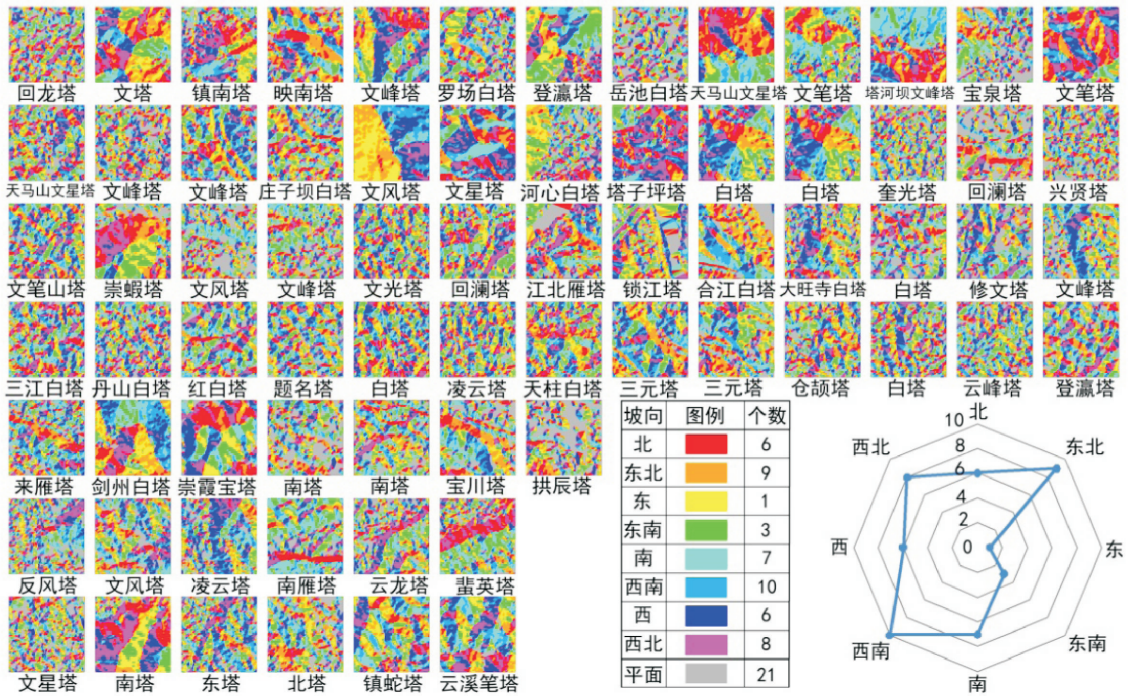 回龙塔 文塔 镇南塔 映南塔 文峰塔 罗场白塔 登瀛塔 岳池白塔 天马山文星塔 文笔塔 塔河坝文峰塔 宝泉塔 文笔塔
天马山文星塔 文峰塔 文峰塔 庄子坝白塔 文风塔 文星塔 河心白塔 塔子坪塔 白塔 白塔 奎光塔 回澜塔 兴贤塔
文笔山塔 崇蝦塔 文风塔 文峰塔 文光塔 回澜塔 江北雁塔 锁江塔 合江白塔 大旺寺白塔 白塔 修文塔 文峰塔
三江白塔 丹山白塔 红白塔 题名塔 白塔 凌云塔 天柱白塔 三元塔 三元塔 仓颉塔 白塔 云峰塔 登瀛塔
来雁塔 剑州白塔 崇霞宝塔 南塔 南塔 宝川塔 拱辰塔
反风塔 文风塔 凌云塔 南雁塔 云龙塔 蜚英塔
文星塔 南塔 东塔 北塔 镇蛇塔 云溪笔塔
坡向 图例 个数
北 6
东北 9
东 1
东南 3
南 7
西南 10
西 6
西北 8
平面 21
北
东北
东
东南
南
西南
西
西北
10
8
6
4
2
0